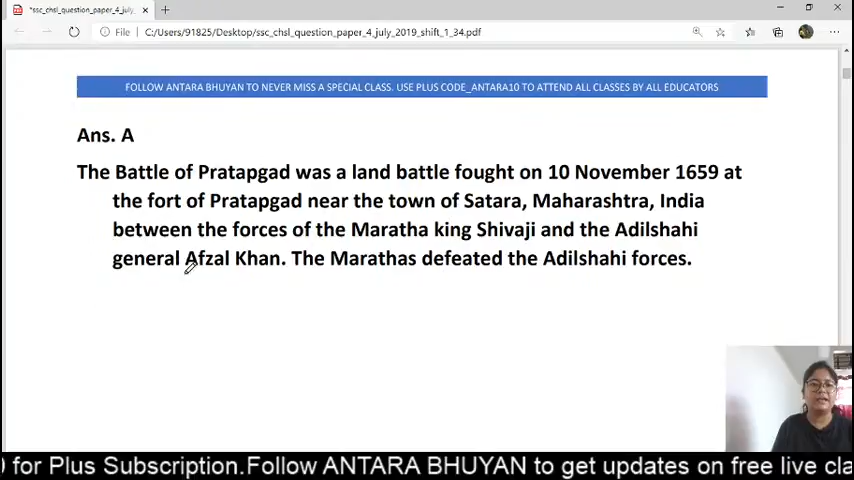 *ssc_chsl_question_paper_4_july_
File
C:/Users/91825/Desktop/ssc_chsl_question_paper_4_july_2019_shift_1_34.pdf
FOLLOW ANTARA BHUYAN TO NEVER MISS A SPECIAL CLASS. USE PLUS CODE_ANTARA10 TO ATTEND ALL CLASSES BY ALL EDUCATORS
Ans. A
The Battle of Pratapgad was a land battle fought on 10 November 1659 at
the fort of Pratapgad near the town of Satara, Maharashtra, India
between the forces of the Maratha king Shivaji and the Adilshahi
general Afzal Khan. The Marathas defeated the Adilshahi forces.
for Plus Subscription.Follow ANTARA BHUYAN to get updates on free live cla